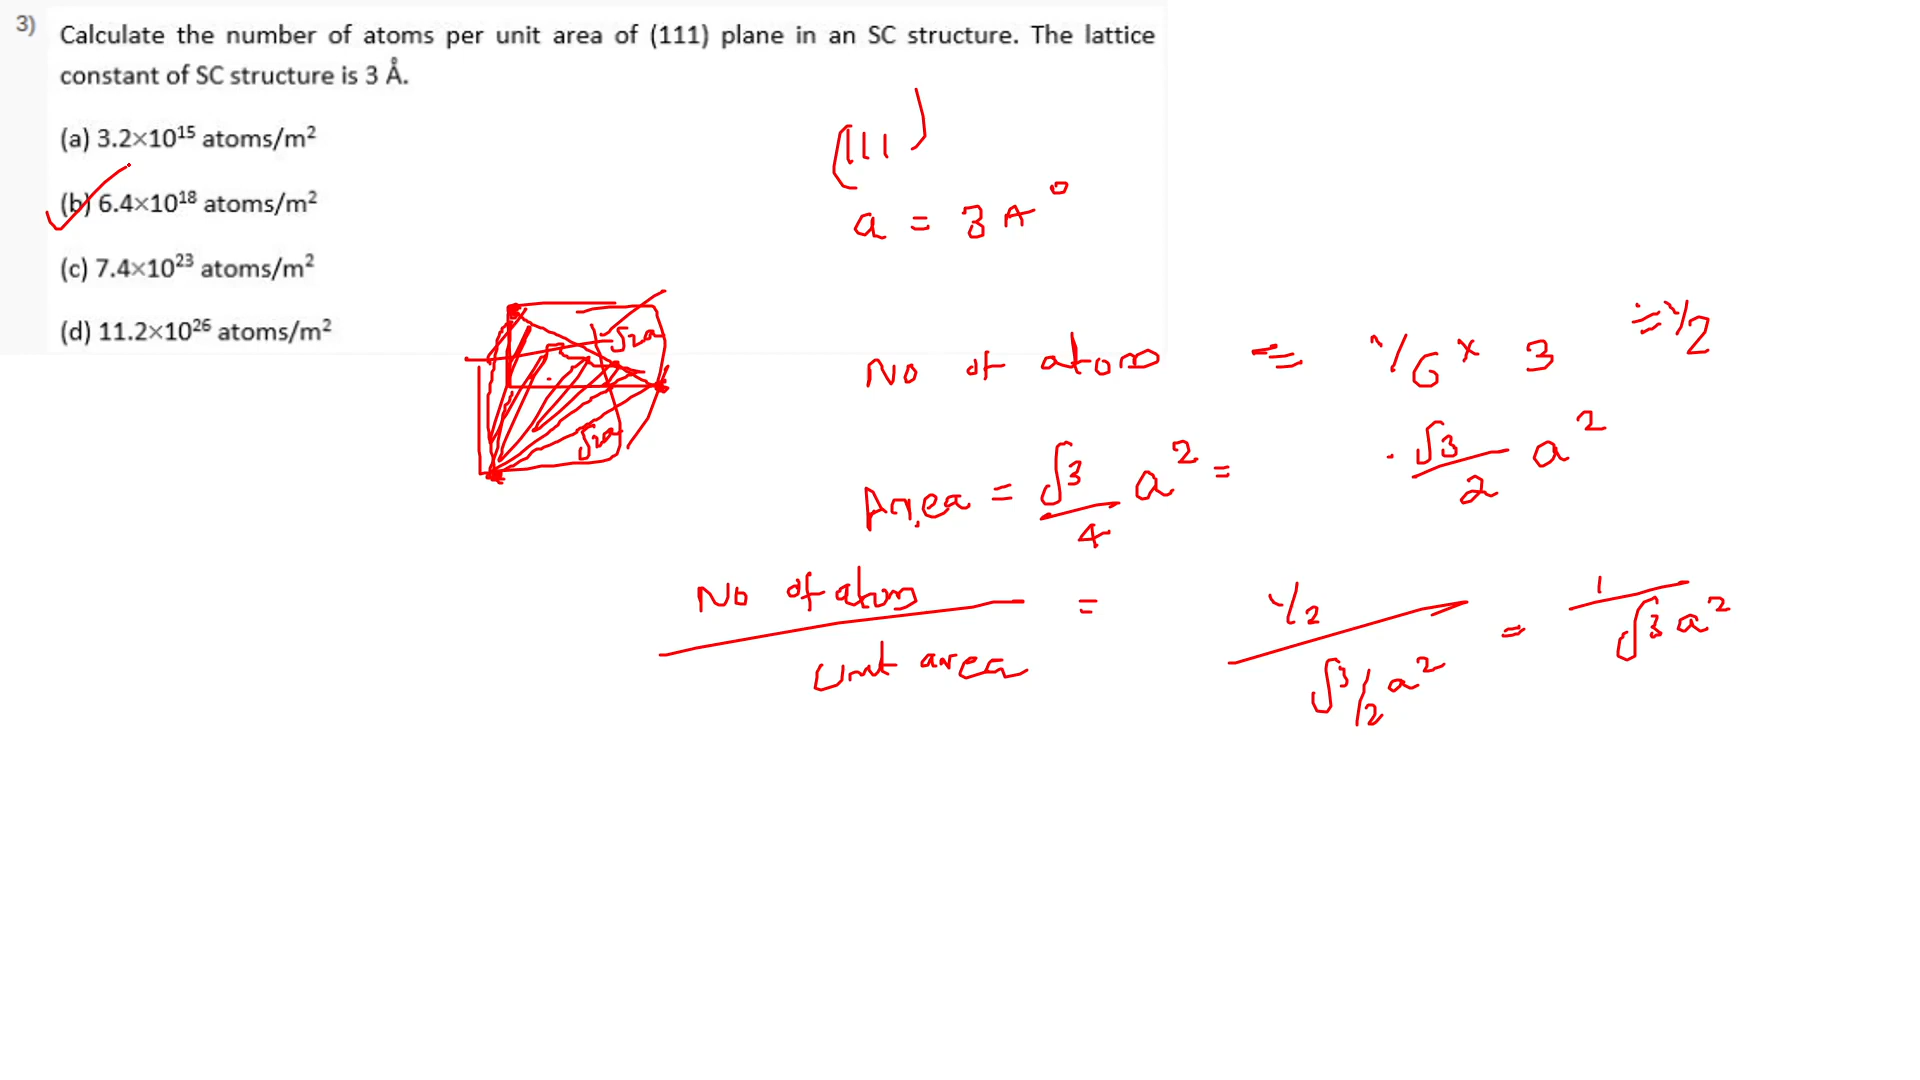 3) Calculate the number of atoms per unit area of (111) plane in an SC structure. The lattice
constant of SC structure is 3 Å.
(a) 3.2×10¹⁵ atoms/m²
(b) 6.4×10¹⁸ atoms/m²
(c) 7.4×10²³ atoms/m²
(d) 11.2×10²⁶ atoms/m²
(111)
a = 3 A°
√2a
√2a
No of atoms = 1/6 × 3 = 1/2
Area = √3/4 a² = √3/2 a²
No of atoms / Unit area = 1/2 / √3/2 a² = 1 / √3 a²